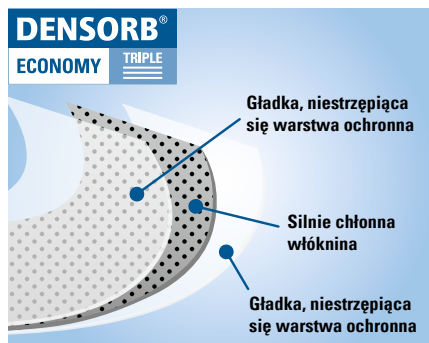 DENSORB®
ECONOMY
TRIPLE
Gładka, niestrzępiąca
się warstwa ochronna
Silnie chłonna
włóknina
Gładka, niestrzępiąca
się warstwa ochronna